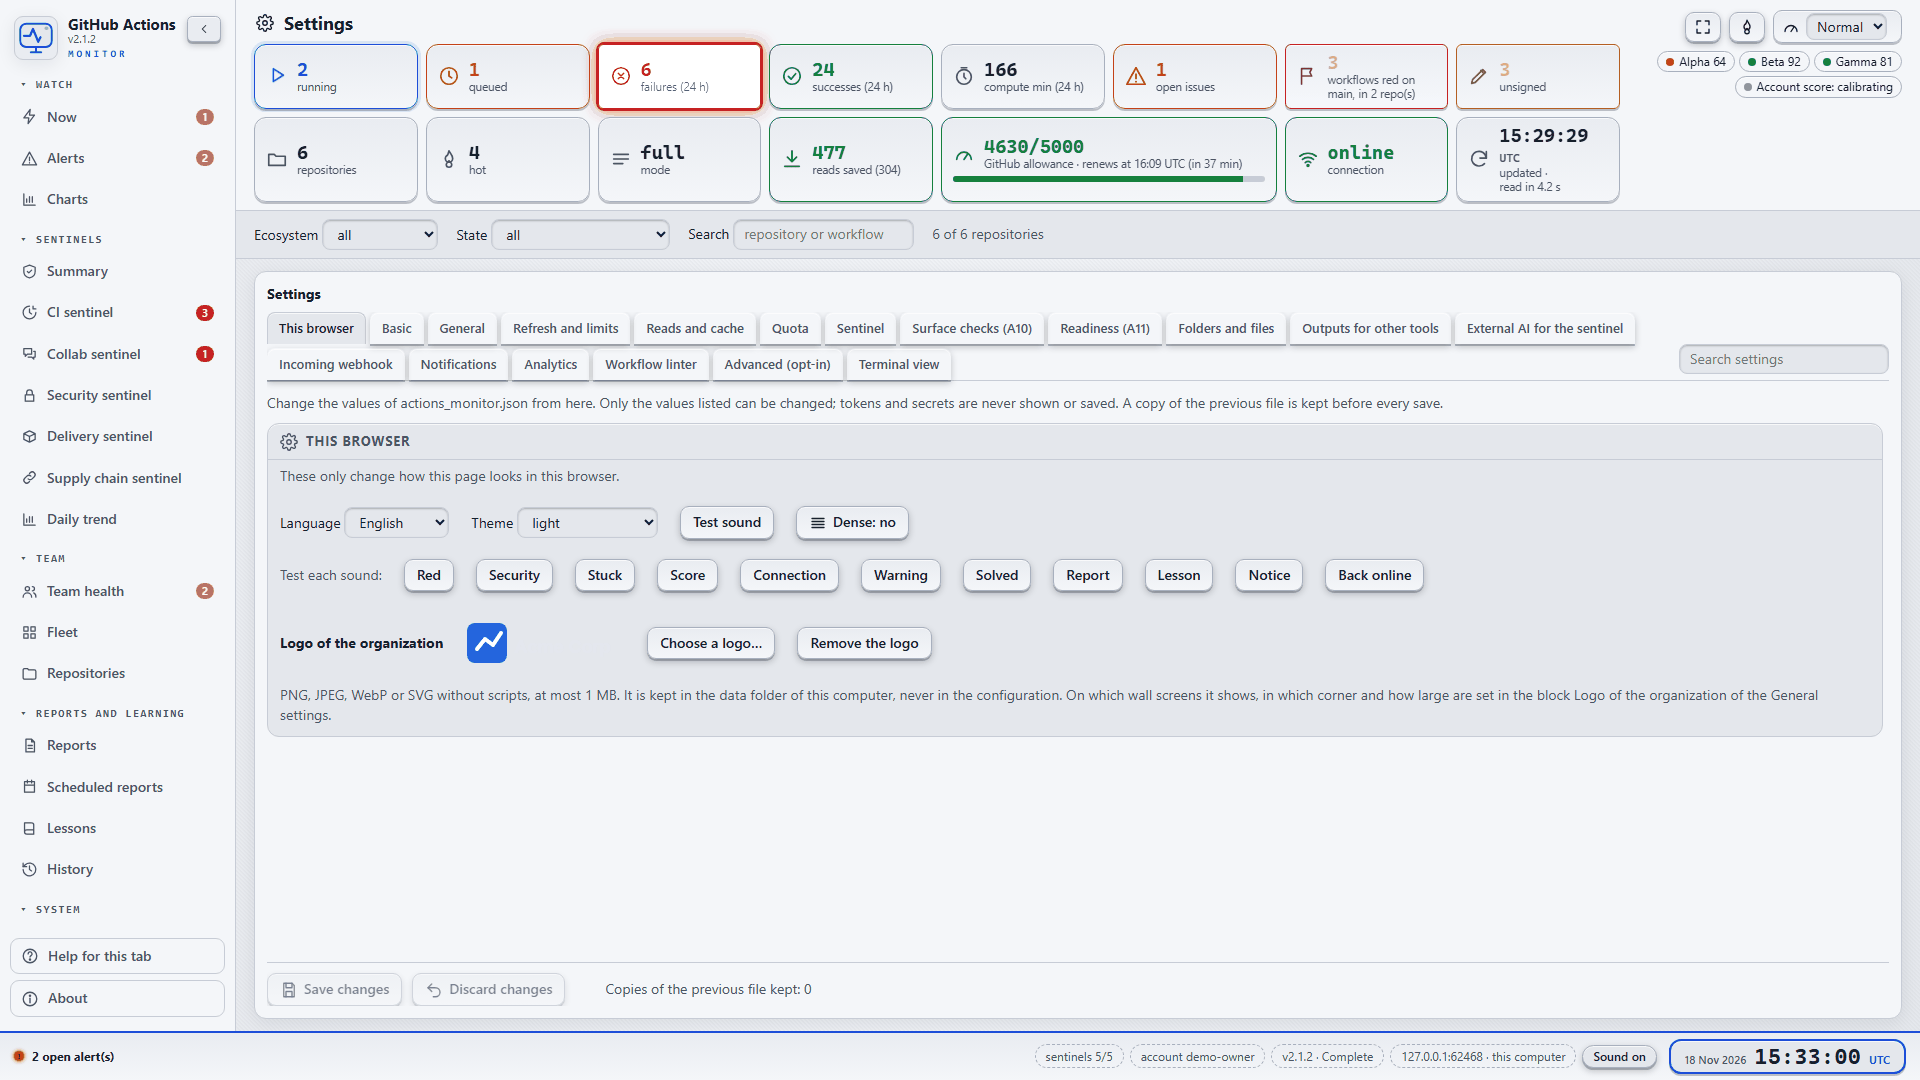 GitHub Actions
v2.1.2
MONITOR
WATCH
Now 1
Alerts 2
Charts
SENTINELS
Summary
CI sentinel 3
Collab sentinel 1
Security sentinel
Delivery sentinel
Supply chain sentinel
Daily trend
TEAM
Team health 2
Fleet
Repositories
REPORTS AND LEARNING
Reports
Scheduled reports
Lessons
History
SYSTEM
Help for this tab
About
Settings
2
running
1
queued
6
failures (24 h)
24
successes (24 h)
166
compute min (24 h)
1
open issues
3
workflows red on
main, in 2 repo(s)
3
unsigned
Normal
Alpha 64
Beta 92
Gamma 81
Account score: calibrating
6
repositories
4
hot
full
mode
477
reads saved (304)
4630/5000
GitHub allowance · renews at 16:09 UTC (in 37 min)
online
connection
15:29:29
UTC
updated ·
read in 4.2 s
Ecosystem all State all Search repository or workflow 6 of 6 repositories
Settings
This browser Basic General Refresh and limits Reads and cache Quota Sentinel Surface checks (A10) Readiness (A11) Folders and files Outputs for other tools External AI for the sentinel
Incoming webhook Notifications Analytics Workflow linter Advanced (opt-in) Terminal view
Search settings
Change the values of actions_monitor.json from here. Only the values listed can be changed; tokens and secrets are never shown or saved. A copy of the previous file is kept before every save.
THIS BROWSER
These only change how this page looks in this browser.
Language English Theme light Test sound Dense: no
Test each sound: Red Security Stuck Score Connection Warning Solved Report Lesson Notice Back online
Logo of the organization Choose a logo... Remove the logo
PNG, JPEG, WebP or SVG without scripts, at most 1 MB. It is kept in the data folder of this computer, never in the configuration. On which wall screens it shows, in which corner and how large are set in the block Logo of the organization of the General
settings.
Save changes Discard changes Copies of the previous file kept: 0
2 open alert(s)
sentinels 5/5 account demo-owner v2.1.2 · Complete 127.0.0.1:62468 · this computer Sound on 18 Nov 2026 15:33:00 UTC